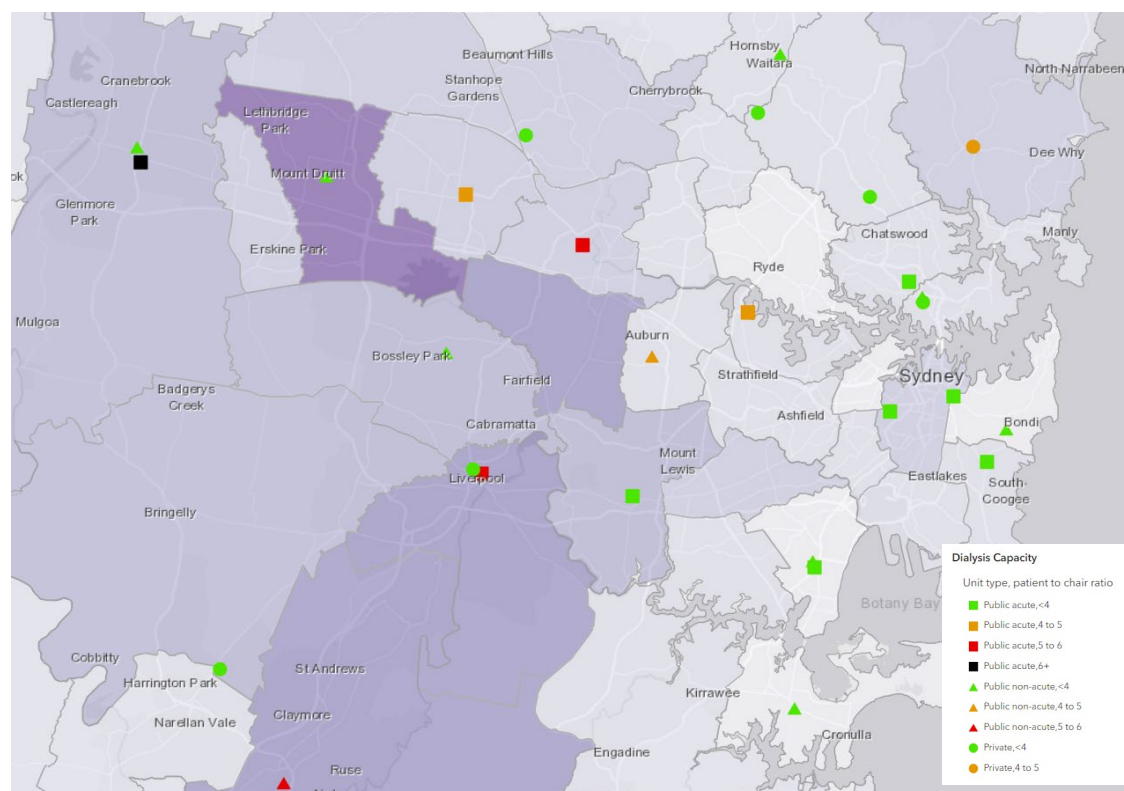 Beaumont Hills
Hornsby
Waitara
North Narrabeen
Cranebrook
Stanhope
Gardens
Cherrybrook
Castlereagh
Lethbridge
Park
Dee Why
ok
Mount Druitt
Glenmore
Park
Chatswood
Manly
Erskine Park
Ryde
Mulgoa
Auburn
Bossley Park
Strathfield
Sydney
Fairfield
Badgerys
Creek
Ashfield
Bondi
Cabramatta
Mount
Lewis
Liverpool
Eastlakes
South
Coogee
Bringelly
Dialysis Capacity
Unit type, patient to chair ratio
Public acute,<4
Public acute,4 to 5
Public acute,5 to 6
Public acute,6+
Public non-acute,<4
Public non-acute,4 to 5
Public non-acute,5 to 6
Private,<4
Private,4 to 5
Botany Bay
Cobbitty
St Andrews
Harrington Park
Kirrawee
Narellan Vale
Claymore
Cronulla
Engadine
Ruse